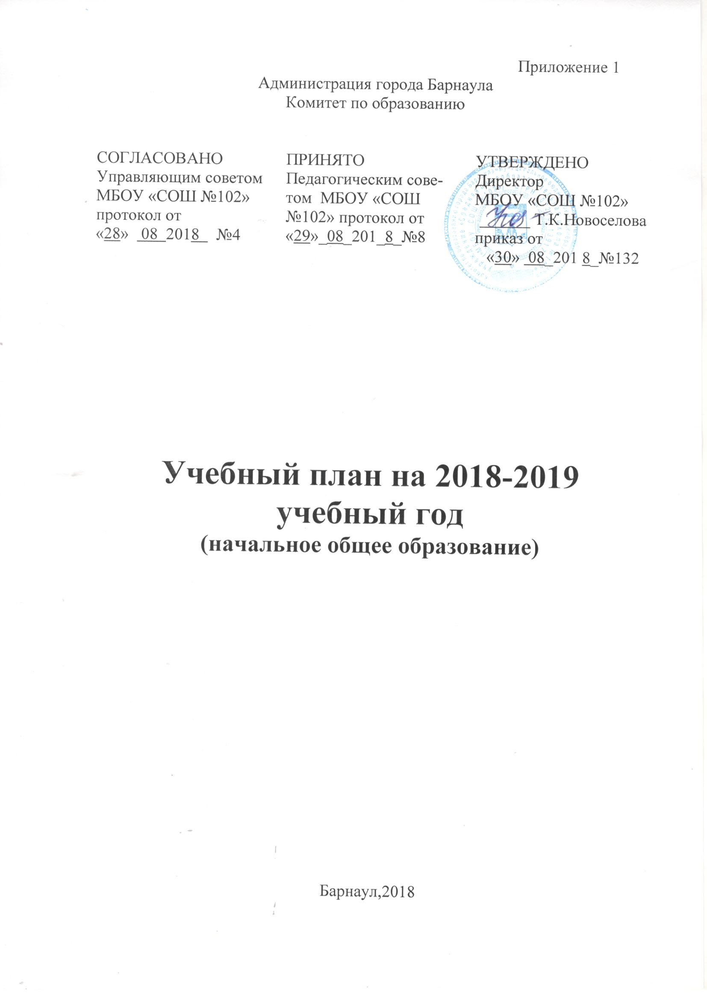 Приложение 1
Администрация города Барнаула
Комитет по образованию
СОГЛАСОВАНО
Управляющим советом
МБОУ «СОШ №102»
протокол от
«28»  _08_2018_  №4
ПРИНЯТО
Педагогическим сове-
том  МБОУ «СОШ
№102» протокол от
«29»_08_201_8_№8
УТВЕРЖДЕНО
Директор
МБОУ «СОШ №102»
______ Т.К.Новоселова
приказ от
«30» _08_201 8_№132
Учебный план на 2018-2019
учебный год
(начальное общее образование)
Барнаул,2018